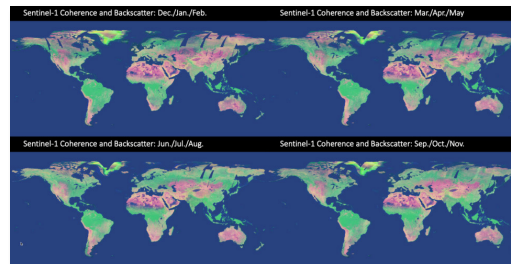 Sentinel-1 Coherence and Backscatter: Dec./Jan./Feb.
Sentinel-1 Coherence and Backscatter: Mar./Apr./May
Sentinel-1 Coherence and Backscatter: Jun./Jul./Aug.
Sentinel-1 Coherence and Backscatter: Sep./Oct./Nov.